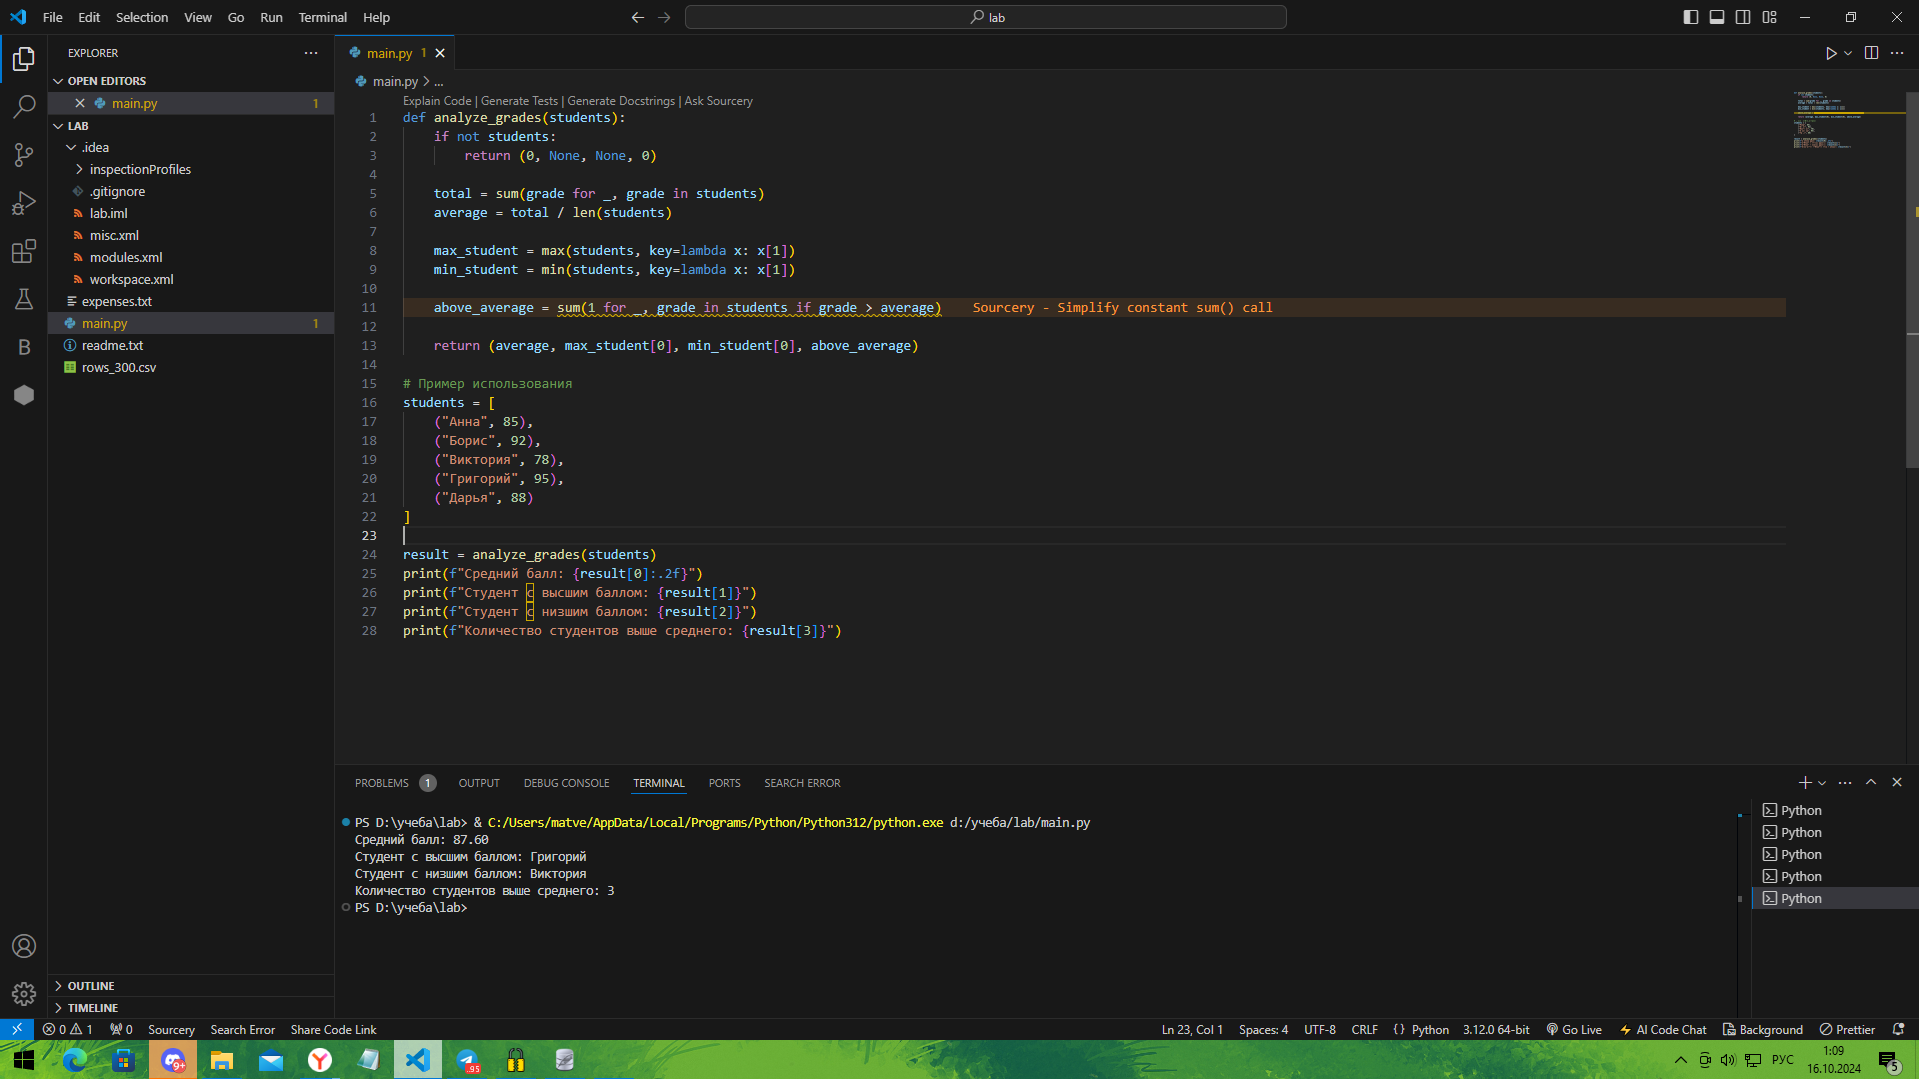 File Edit Selection View Go Run Terminal Help
lab
EXPLORER
OPEN EDITORS
main.py 1
LAB
.idea
inspectionProfiles
.gitignore
lab.iml
misc.xml
modules.xml
workspace.xml
expenses.txt
main.py 1
readme.txt
rows_300.csv
OUTLINE
TIMELINE
main.py 1
main.py > ...
Explain Code | Generate Tests | Generate Docstrings | Ask Sourcery
1 def analyze_grades(students):
2 if not students:
3 return (0, None, None, 0)
4
5 total = sum(grade for _, grade in students)
6 average = total / len(students)
7
8 max_student = max(students, key=lambda x: x[1])
9 min_student = min(students, key=lambda x: x[1])
10
11 above_average = sum(1 for _, grade in students if grade > average) Sourcery - Simplify constant sum() call
12
13 return (average, max_student[0], min_student[0], above_average)
14
15 # Пример использования
16 students = [
17 ("Анна", 85),
18 ("Борис", 92),
19 ("Виктория", 78),
20 ("Григорий", 95),
21 ("Дарья", 88)
22 ]
23
24 result = analyze_grades(students)
25 print(f"Средний балл: {result[0]:.2f}")
26 print(f"Студент с высшим баллом: {result[1]}")
27 print(f"Студент с низшим баллом: {result[2]}")
28 print(f"Количество студентов выше среднего: {result[3]}")
PROBLEMS 1 OUTPUT DEBUG CONSOLE TERMINAL PORTS SEARCH ERROR
PS D:\учеба\lab> & C:/Users/matve/AppData/Local/Programs/Python/Python312/python.exe d:/учеба/lab/main.py
Средний балл: 87.60
Студент с высшим баллом: Григорий
Студент с низшим баллом: Виктория
Количество студентов выше среднего: 3
PS D:\учеба\lab>
Python
Python
Python
Python
Python
0 1 0 Sourcery Search Error Share Code Link
Ln 23, Col 1 Spaces: 4 UTF-8 CRLF {} Python 3.12.0 64-bit Go Live AI Code Chat Background Prettier
9+ .95 РУС 1:09
16.10.2024 5